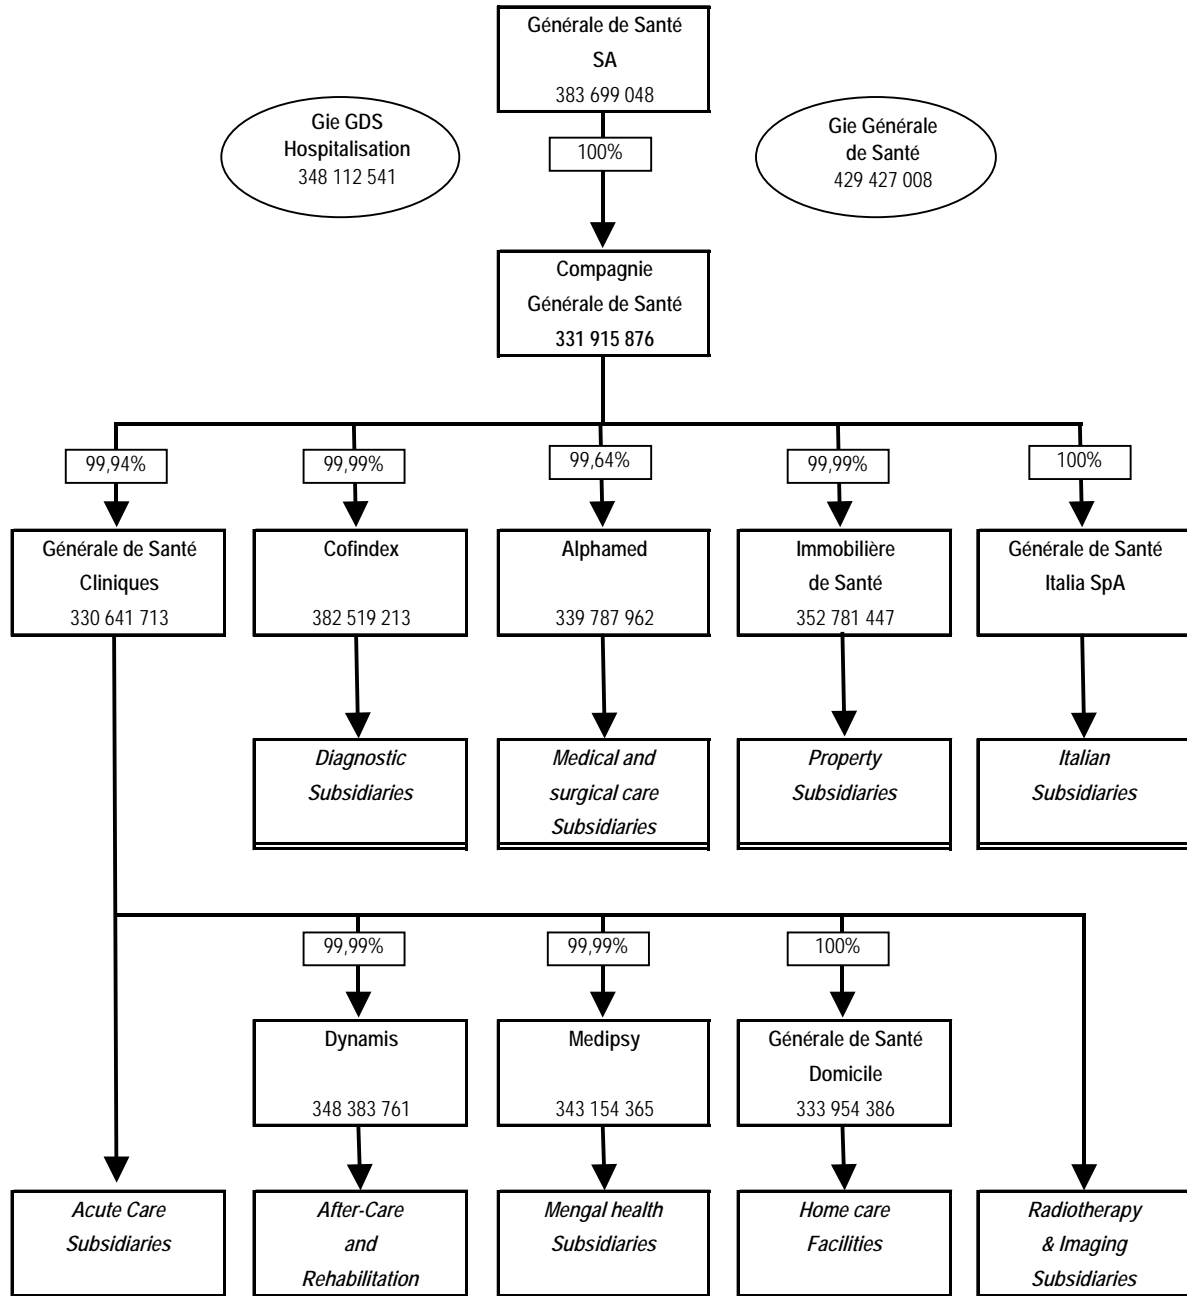 Générale de Santé
SA
383 699 048
Gie GDS
Hospitalisation
348 112 541
100%
Gie Générale
de Santé
429 427 008
Compagnie
Générale de Santé
331 915 876
99,94%
99,99%
99,64%
99,99%
100%
Générale de Santé
Cliniques
330 641 713
Cofindex
382 519 213
Alphamed
339 787 962
Immobilière
de Santé
352 781 447
Générale de Santé
Italia SpA
Diagnostic
Subsidiaries
Medical and
surgical care
Subsidiaries
Property
Subsidiaries
Italian
Subsidiaries
99,99%
99,99%
100%
Dynamis
348 383 761
Medipsy
343 154 365
Générale de Santé
Domicile
333 954 386
Acute Care
Subsidiaries
After-Care
and
Rehabilitation
Mengal health
Subsidiaries
Home care
Facilities
Radiotherapy
& Imaging
Subsidiaries